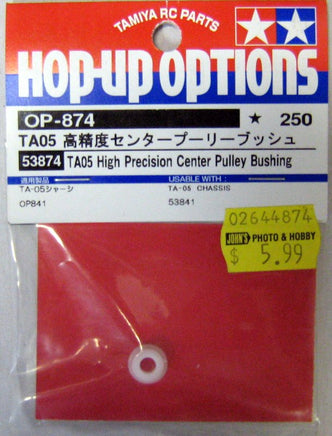 TAMIYA RC PARTS
HOP-UP OPTIONS
OP-874 ★ 250
TA05 高精度センタープーリーブッシュ
53874 TA05 High Precision Center Pulley Bushing
適用製品 USABLE WITH :
TA-05シャーシ TA-05 CHASSIS
OP841 53841
02644874
JOHN'S PHOTO & HOBBY
$ 5.99